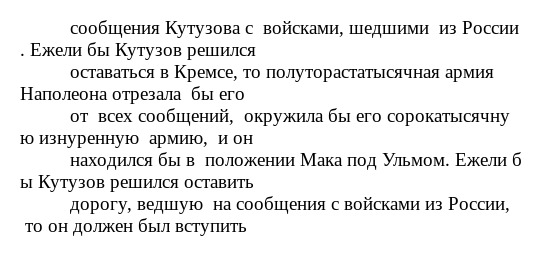 сообщения Кутузова с  войсками, шедшими  из России
. Ежели бы Кутузов решился
оставаться в Кремсе, то полуторастатысячная армия
Наполеона отрезала  бы его
от  всех сообщений,  окружила бы его сорокатысячну
ю изнуренную  армию,  и он
находился бы в  положении Мака под Ульмом. Ежели б
ы Кутузов решился оставить
дорогу, ведшую  на сообщения с войсками из России,
 то он должен был вступить